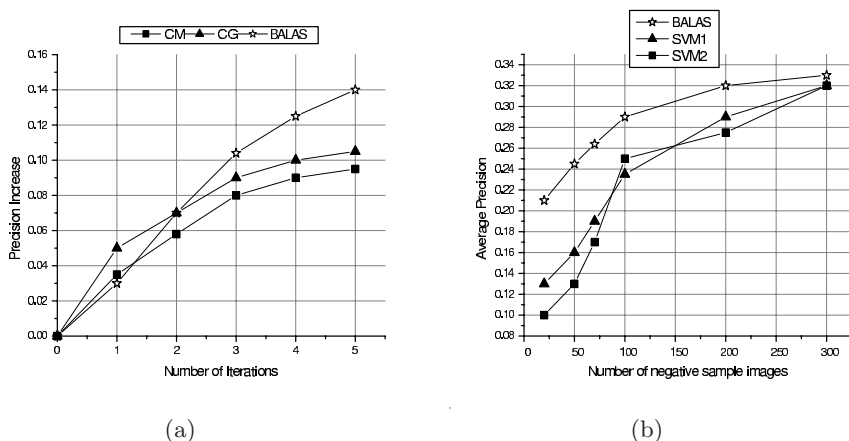 CM CG BALAS
0.16
0.14
0.12
0.10
0.08
0.06
0.04
0.02
0.00
Precision Increase
0 1 2 3 4 5
Number of Iterations
(a)
BALAS
SVM1
SVM2
0.34
0.32
0.30
0.28
0.26
0.24
0.22
0.20
0.18
0.16
0.14
0.12
0.10
0.08
Average Precision
0 50 100 150 200 250 300
Number of negative sample images
(b)